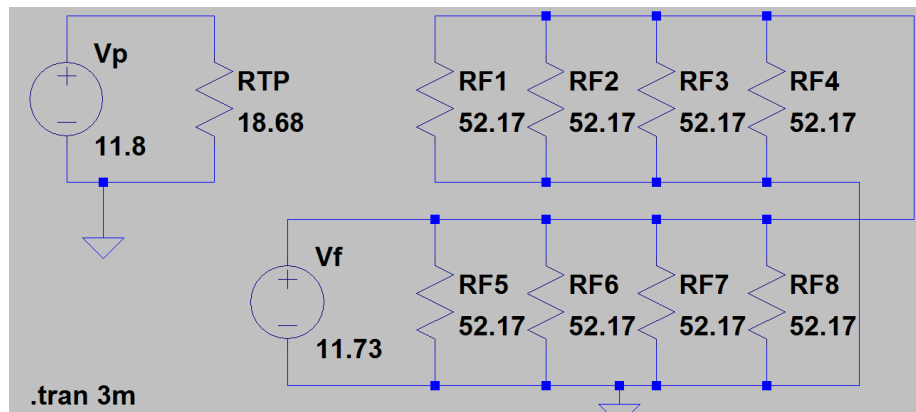 Vp
11.8
RTP
18.68
RF1
52.17
RF2
52.17
RF3
52.17
RF4
52.17
Vf
11.73
RF5
52.17
RF6
52.17
RF7
52.17
RF8
52.17
.tran 3m